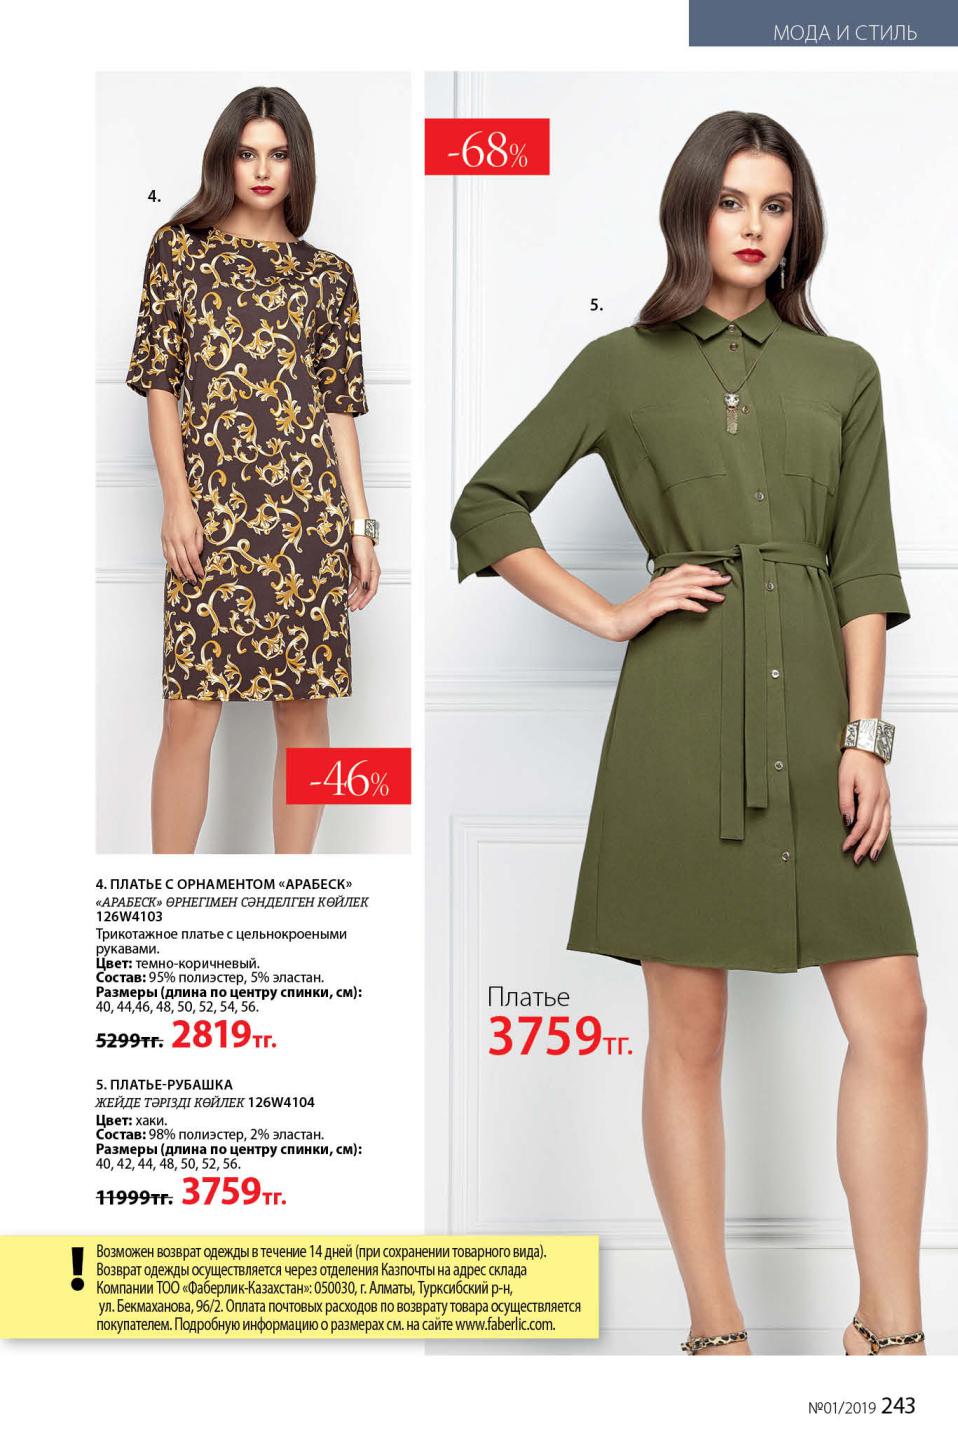 МОДА И СТИЛЬ
-68%
4.
5.
-46%
4. ПЛАТЬЕ С ОРНАМЕНТОМ «АРАБЕСК»
«АРАБЕСК» ӨРНЕГІМЕН СӘНДЕЛГЕН КӨЙЛЕК
126W4103
Трикотажное платье с цельнокроеными
рукавами.
Цвет: темно-коричневый.
Состав: 95% полиэстер, 5% эластан.
Размеры (длина по центру спинки, см):
40, 44,46, 48, 50, 52, 54, 56.
5299тг. 2819тг.
5. ПЛАТЬЕ-РУБАШКА
ЖЕЙДЕ ТӘРІЗДІ КӨЙЛЕК 126W4104
Цвет: хаки.
Состав: 98% полиэстер, 2% эластан.
Размеры (длина по центру спинки, см):
40, 42, 44, 48, 50, 52, 56.
11999тг. 3759тг.
Платье
3759тг.
! Возможен возврат одежды в течение 14 дней (при сохранении товарного вида).
Возврат одежды осуществляется через отделения Казпочты на адрес склада
Компании ТОО «Фаберлик-Казахстан»: 050030, г. Алматы, Турксибский р-н,
ул. Бекмаханова, 96/2. Оплата почтовых расходов по возврату товара осуществляется
покупателем. Подробную информацию о размерах см. на сайте www.faberlic.com.
№01/2019 243